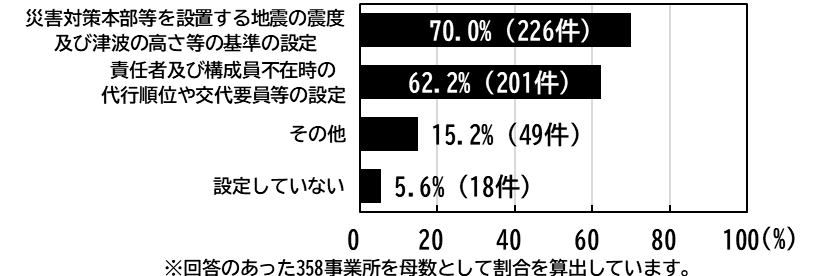 災害対策本部等を設置する地震の震度
及び津波の高さ等の基準の設定
70.0%（226件）
責任者及び構成員不在時の
代行順位や交代要員等の設定
62.2%（201件）
その他
15.2%（49件）
設定していない
5.6%（18件）
0 20 40 60 80 100(%)
※回答のあった358事業所を母数として割合を算出しています。